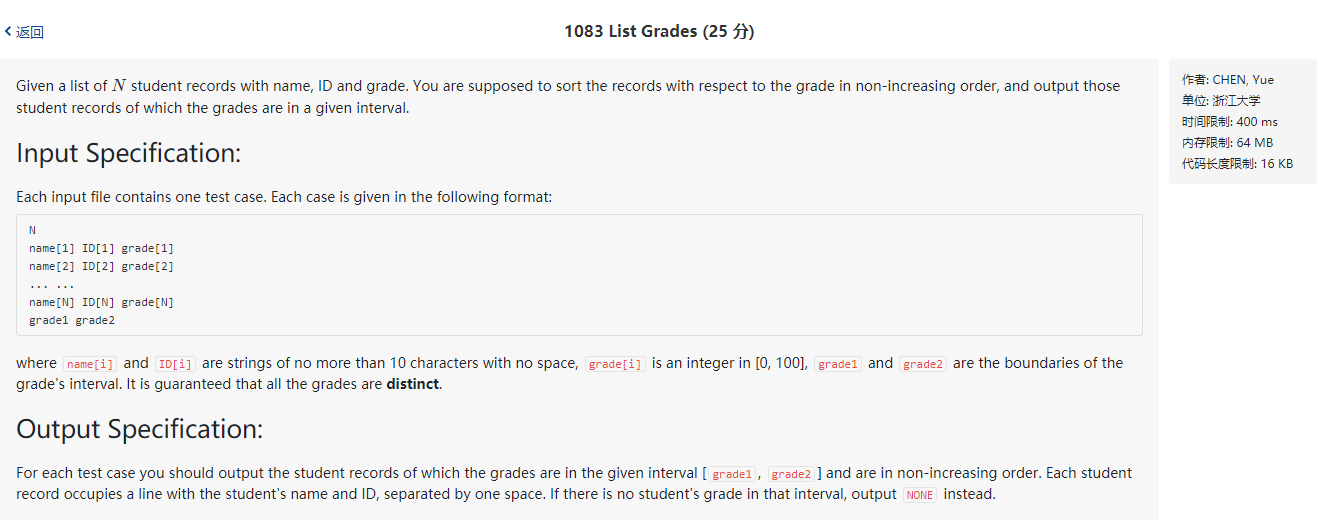 返回
1083 List Grades (25 分)
Given a list of N student records with name, ID and grade. You are supposed to sort the records with respect to the grade in non-increasing order, and output those
student records of which the grades are in a given interval.
作者: CHEN, Yue
单位: 浙江大学
时间限制: 400 ms
内存限制: 64 MB
代码长度限制: 16 KB
Input Specification:
Each input file contains one test case. Each case is given in the following format:
N
name[1] ID[1] grade[1]
name[2] ID[2] grade[2]
... ...
name[N] ID[N] grade[N]
grade1 grade2
where name[i] and ID[i] are strings of no more than 10 characters with no space, grade[i] is an integer in [0, 100], grade1 and grade2 are the boundaries of the
grade's interval. It is guaranteed that all the grades are distinct.
Output Specification:
For each test case you should output the student records of which the grades are in the given interval [ grade1 , grade2 ] and are in non-increasing order. Each student
record occupies a line with the student's name and ID, separated by one space. If there is no student's grade in that interval, output NONE instead.